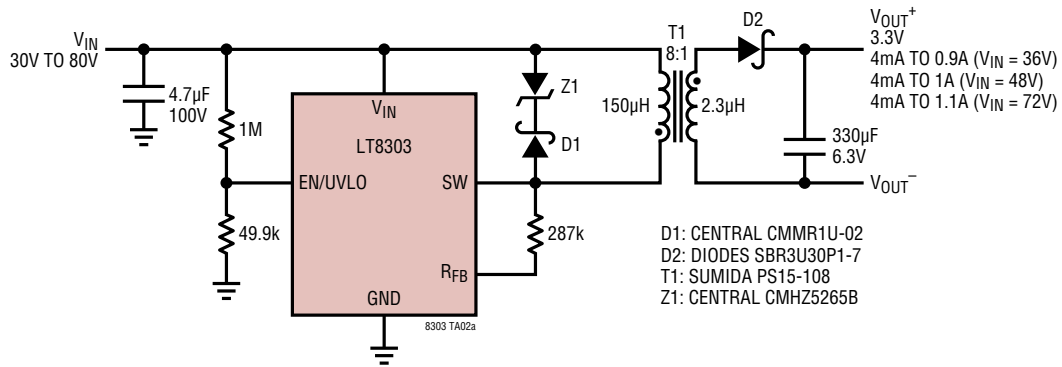 VIN
30V TO 80V
4.7µF
100V
1M
49.9k
VIN
LT8303
EN/UVLO
SW
RFB
GND
8303 TA02a
Z1
D1
287k
T1
8:1
150µH
2.3µH
D2
330µF
6.3V
VOUT+
3.3V
4mA TO 0.9A (VIN = 36V)
4mA TO 1A (VIN = 48V)
4mA TO 1.1A (VIN = 72V)
VOUT–
D1: CENTRAL CMMR1U-02
D2: DIODES SBR3U30P1-7
T1: SUMIDA PS15-108
Z1: CENTRAL CMHZ5265B